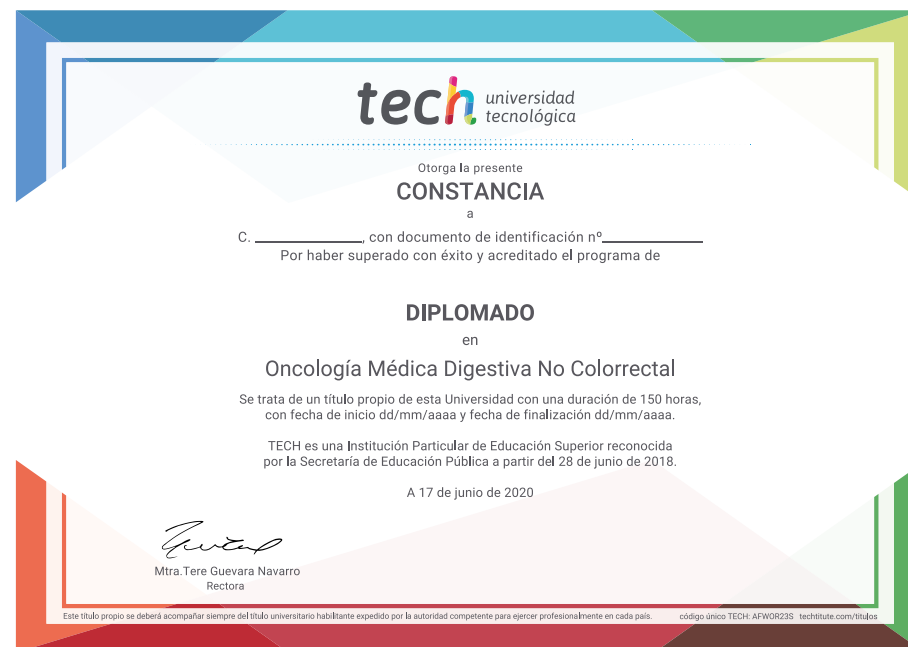 tech universidad
tecnológica
Otorga la presente
CONSTANCIA
a
C. ______________, con documento de identificación nº______________
Por haber superado con éxito y acreditado el programa de
DIPLOMADO
en
Oncología Médica Digestiva No Colorrectal
Se trata de un título propio de esta Universidad con una duración de 150 horas,
con fecha de inicio dd/mm/aaaa y fecha de finalización dd/mm/aaaa.
TECH es una Institución Particular de Educación Superior reconocida
por la Secretaría de Educación Pública a partir del 28 de junio de 2018.
A 17 de junio de 2020
Mtra.Tere Guevara Navarro
Rectora
Este título propio se deberá acompañar siempre del título universitario habilitante expedido por la autoridad competente para ejercer profesionalmente en cada país. código único TECH: AFWOR23S techtitute.com/titulos